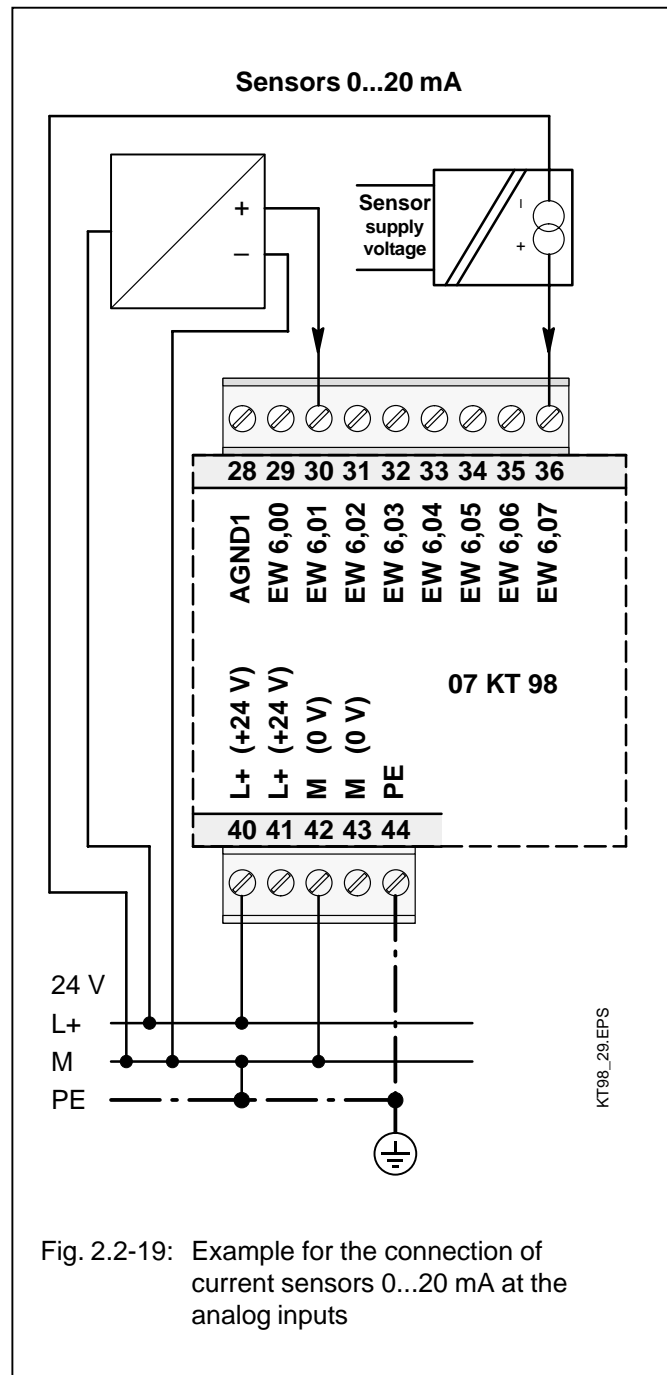 Sensors 0...20 mA
+
–
Sensor
supply
voltage
–
+
28 29 30 31 32 33 34 35 36
AGND1
EW 6,00
EW 6,01
EW 6,02
EW 6,03
EW 6,04
EW 6,05
EW 6,06
EW 6,07
07 KT 98
L+ (+24 V)
L+ (+24 V)
M (0 V)
M (0 V)
PE
40 41 42 43 44
24 V
L+
M
PE
KT98_29.EPS
Fig. 2.2-19: Example for the connection of
current sensors 0...20 mA at the
analog inputs